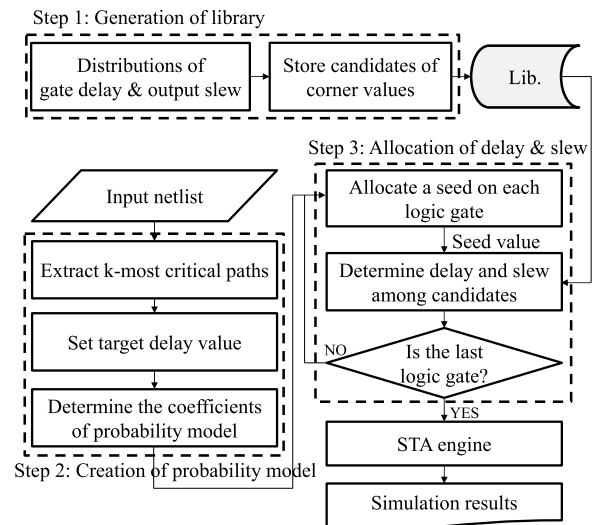 Step 1: Generation of library
Distributions of
gate delay & output slew
Store candidates of
corner values
Lib.
Step 3: Allocation of delay & slew
Input netlist
Allocate a seed on each
logic gate
Seed value
Extract k-most critical paths
Determine delay and slew
among candidates
Set target delay value
NO
Is the last
logic gate?
Determine the coefficients
of probability model
YES
Step 2: Creation of probability model
STA engine
Simulation results